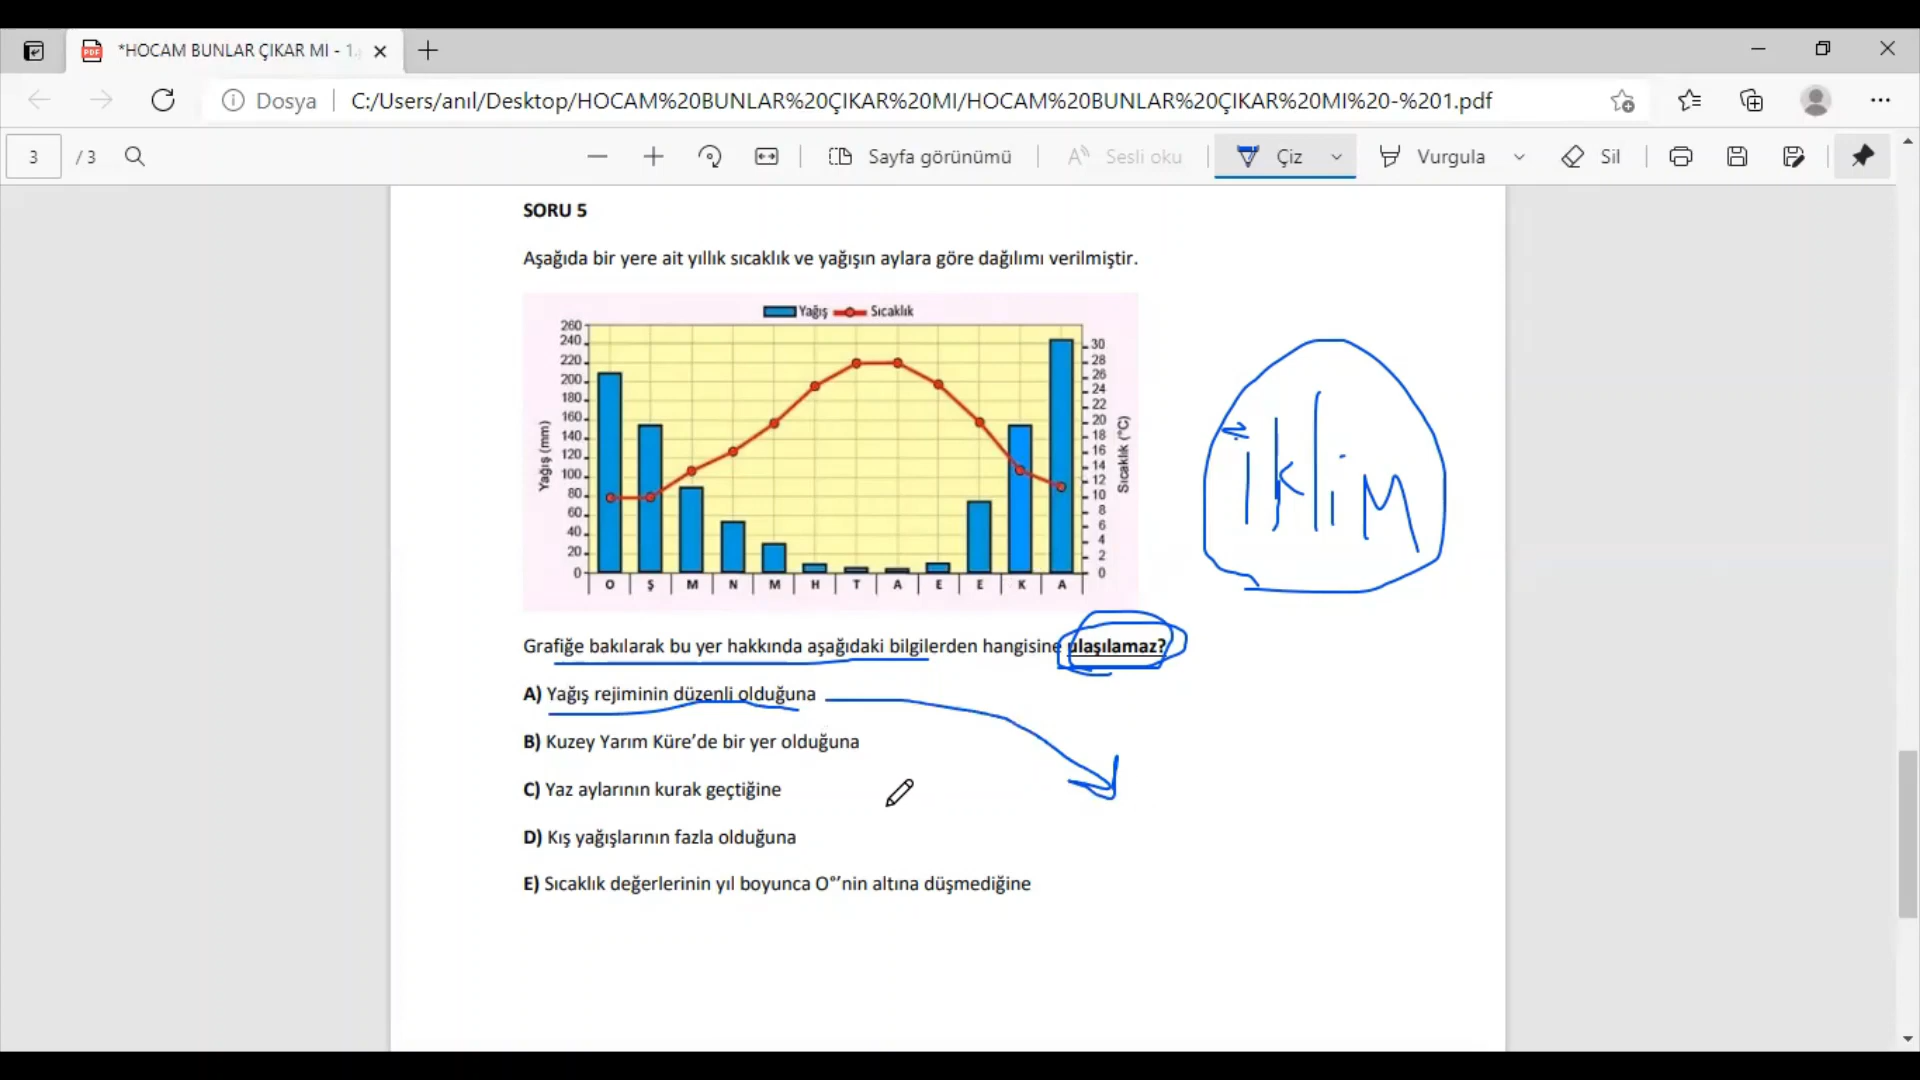 *HOCAM BUNLAR ÇIKAR MI - 1.
Dosya
C:/Users/anıl/Desktop/HOCAM%20BUNLAR%20ÇIKAR%20MI/HOCAM%20BUNLAR%20ÇIKAR%20MI%20-%201.pdf
3 / 3
Sayfa görünümü
Sesli oku
Çiz
Vurgula
Sil
SORU 5
Aşağıda bir yere ait yıllık sıcaklık ve yağışın aylara göre dağılımı verilmiştir.
Yağış Sıcaklık
Yağış (mm)
260
240
220
200
180
160
140
120
100
80
60
40
20
0
30
28
26
24
22
20
18
16
14
12
10
8
6
4
2
0
Sıcaklık (°C)
O Ş M N M H T A E E K A
iklim
Grafiğe bakılarak bu yer hakkında aşağıdaki bilgilerden hangisine ulaşılamaz?
A) Yağış rejiminin düzenli olduğuna
B) Kuzey Yarım Küre’de bir yer olduğuna
C) Yaz aylarının kurak geçtiğine
D) Kış yağışlarının fazla olduğuna
E) Sıcaklık değerlerinin yıl boyunca O°’nin altına düşmediğine